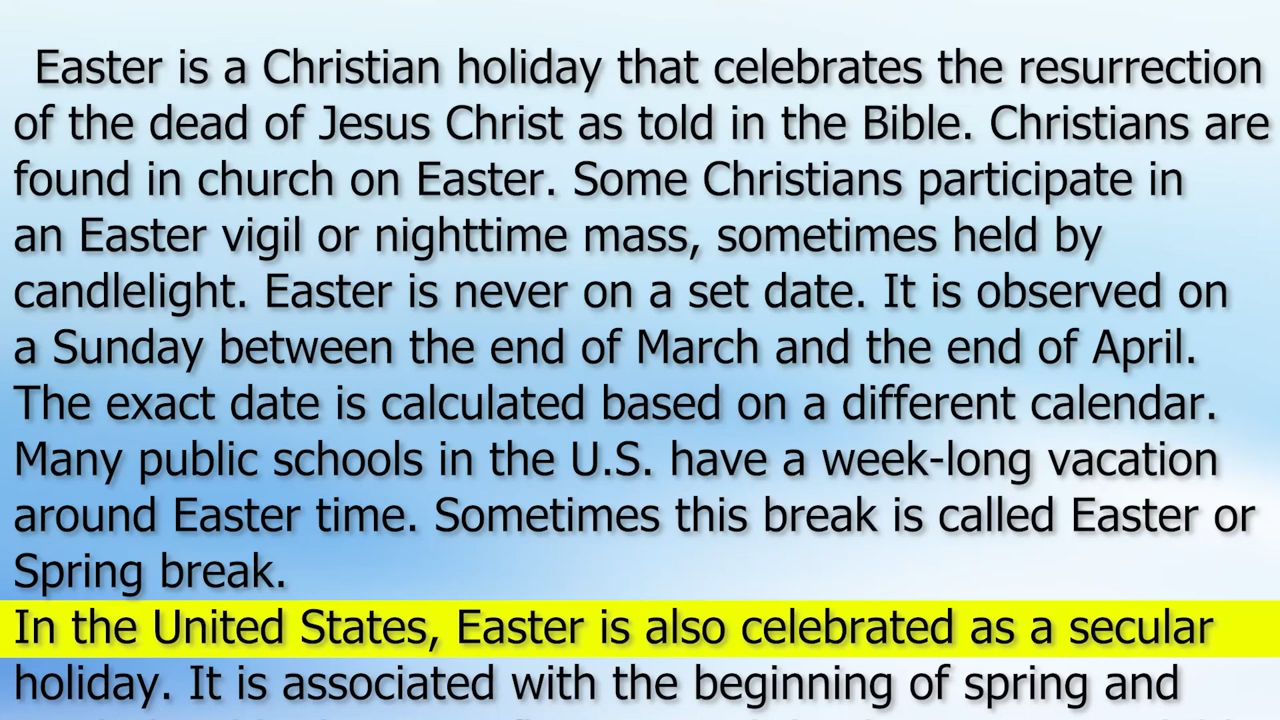 Easter is a Christian holiday that celebrates the resurrection
of the dead of Jesus Christ as told in the Bible. Christians are
found in church on Easter. Some Christians participate in
an Easter vigil or nighttime mass, sometimes held by
candlelight. Easter is never on a set date. It is observed on
a Sunday between the end of March and the end of April.
The exact date is calculated based on a different calendar.
Many public schools in the U.S. have a week-long vacation
around Easter time. Sometimes this break is called Easter or
Spring break.
In the United States, Easter is also celebrated as a secular
holiday. It is associated with the beginning of spring and